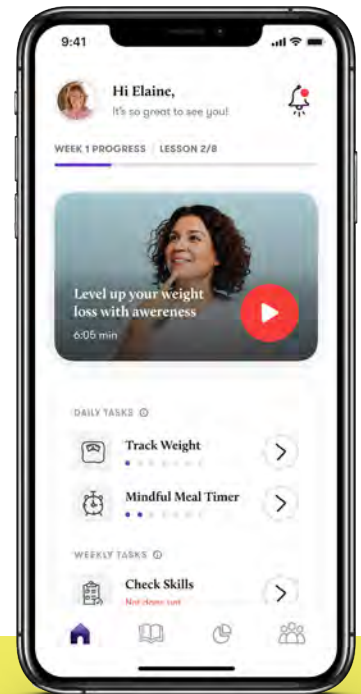 9:41
Hi Elaine,
It's so great to see you!
WEEK 1 PROGRESS LESSON 2/8
Level up your weight
loss with awereness
6:05 min
DAILY TASKS
Track Weight
Mindful Meal Timer
WEEKLY TASKS
Check Skills
Not done yet